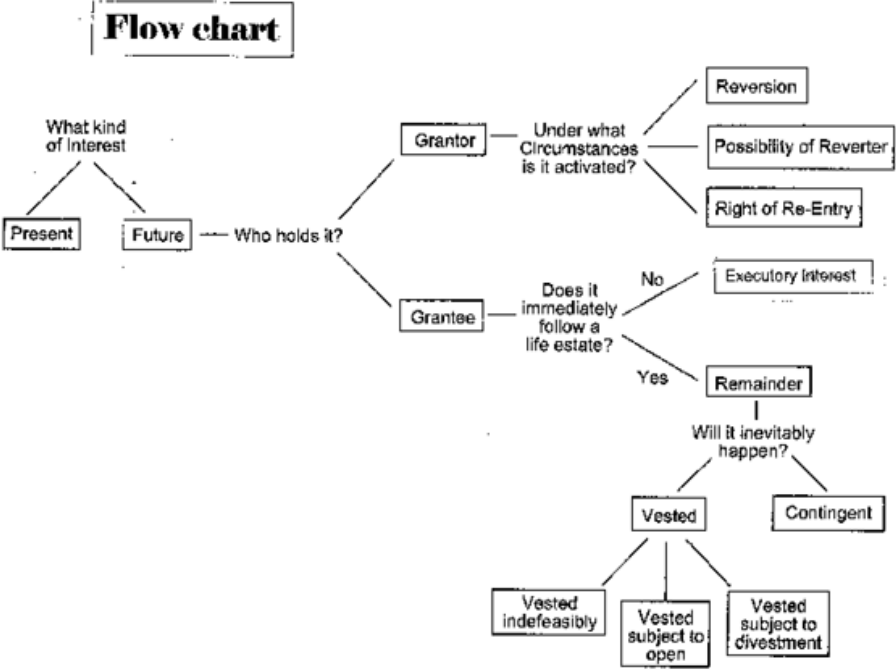 Flow chart
What kind
of Interest
Present
Future
Who holds it?
Grantor
Under what
Circumstances
is it activated?
Reversion
Possibility of Reverter
Right of Re-Entry
Grantee
Does it
immediately
follow a
life estate?
No
Executory Interest
Yes
Remainder
Will it inevitably
happen?
Vested
Contingent
Vested
indefeasibly
Vested
subject to
open
Vested
subject to
divestment